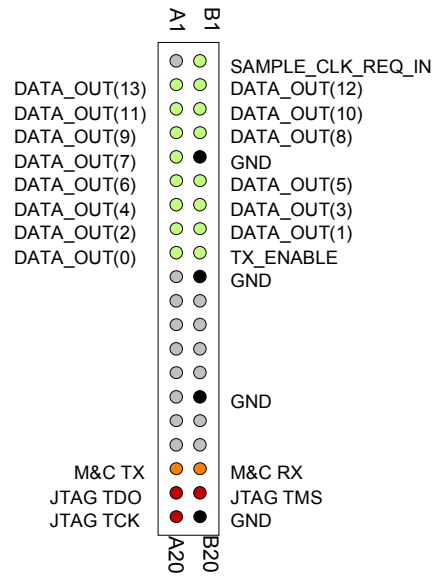 A1 B1
SAMPLE_CLK_REQ_IN
DATA_OUT(13) DATA_OUT(12)
DATA_OUT(11) DATA_OUT(10)
DATA_OUT(9) DATA_OUT(8)
DATA_OUT(7) GND
DATA_OUT(6) DATA_OUT(5)
DATA_OUT(4) DATA_OUT(3)
DATA_OUT(2) DATA_OUT(1)
DATA_OUT(0) TX_ENABLE
GND
GND
M&C TX M&C RX
JTAG TDO JTAG TMS
JTAG TCK GND
A20 B20